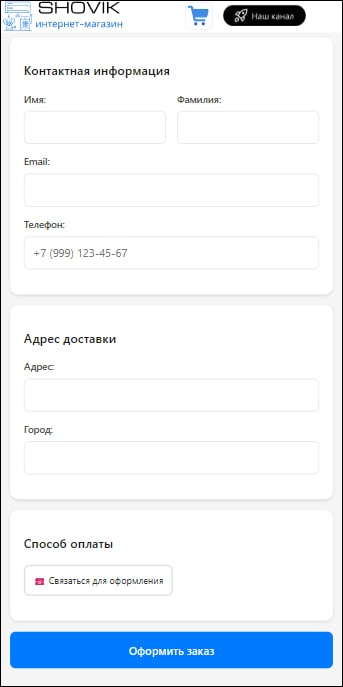 SHOVIK
интернет-магазин
Наш канал
Контактная информация
Имя:
Фамилия:
Email:
Телефон:
+7 (999) 123-45-67
Адрес доставки
Адрес:
Город:
Способ оплаты
Связаться для оформления
Оформить заказ